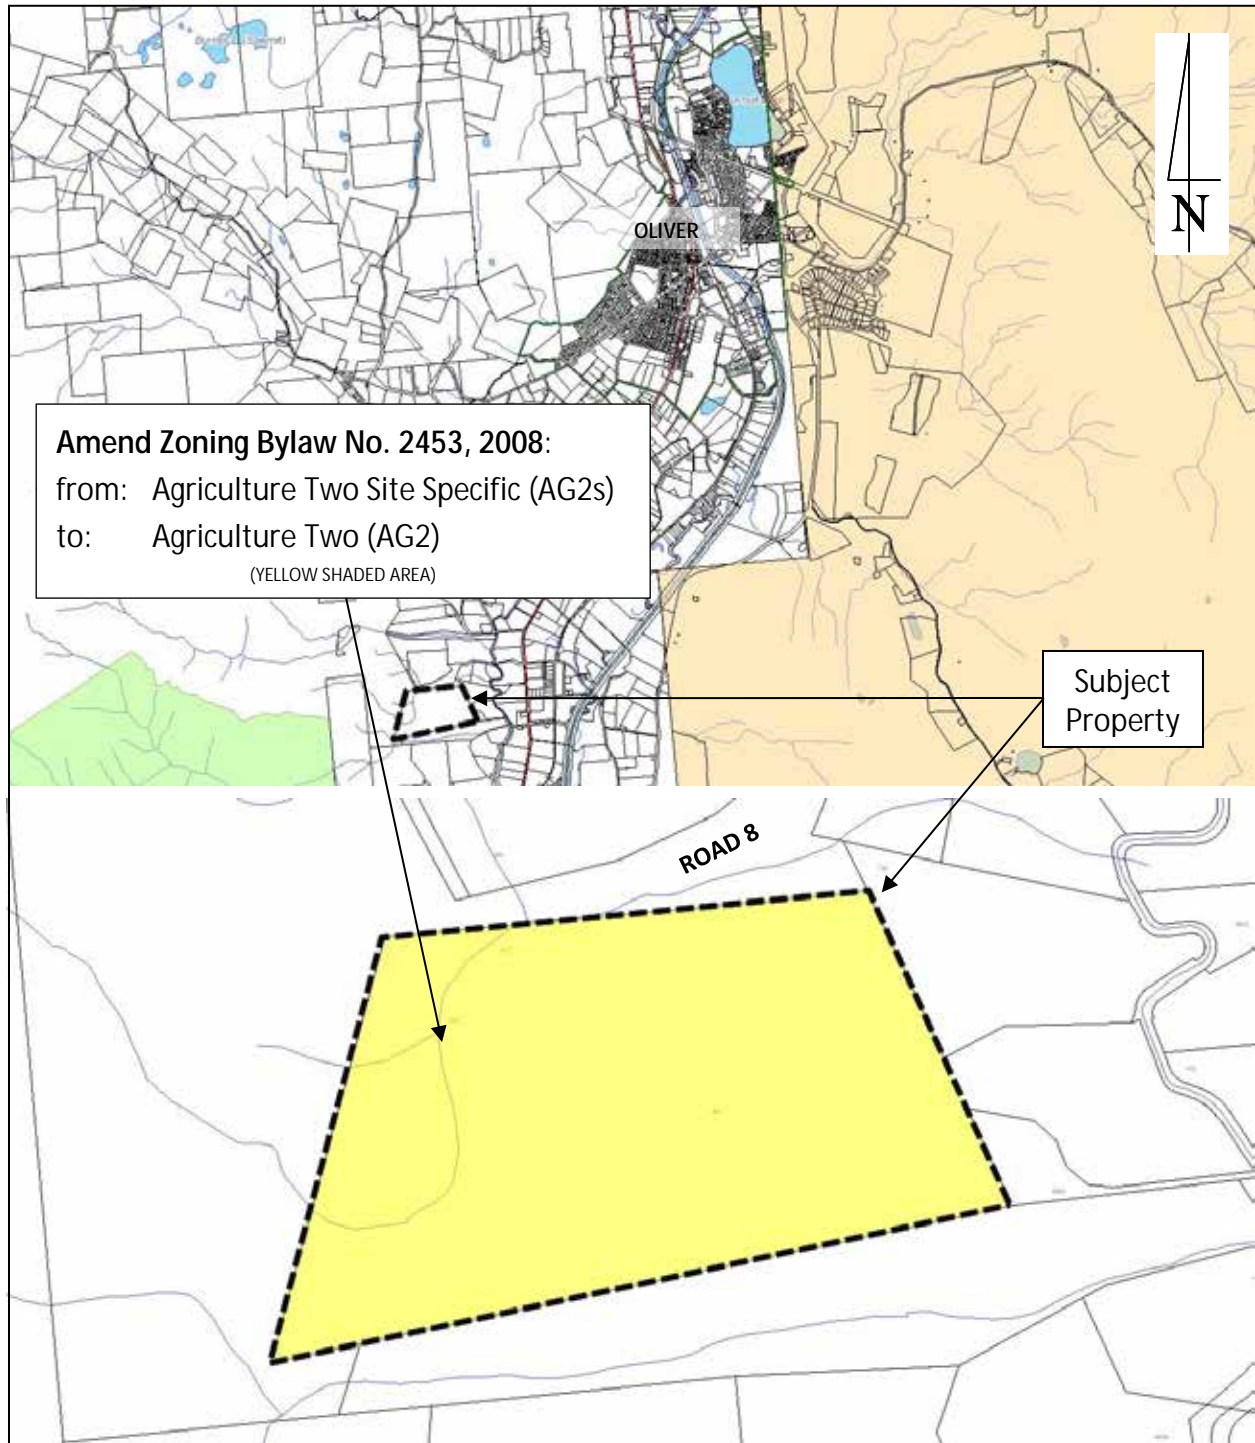 OLIVER
N
Amend Zoning Bylaw No. 2453, 2008:
from: Agriculture Two Site Specific (AG2s)
to: Agriculture Two (AG2)
(YELLOW SHADED AREA)
Subject
Property
ROAD 8